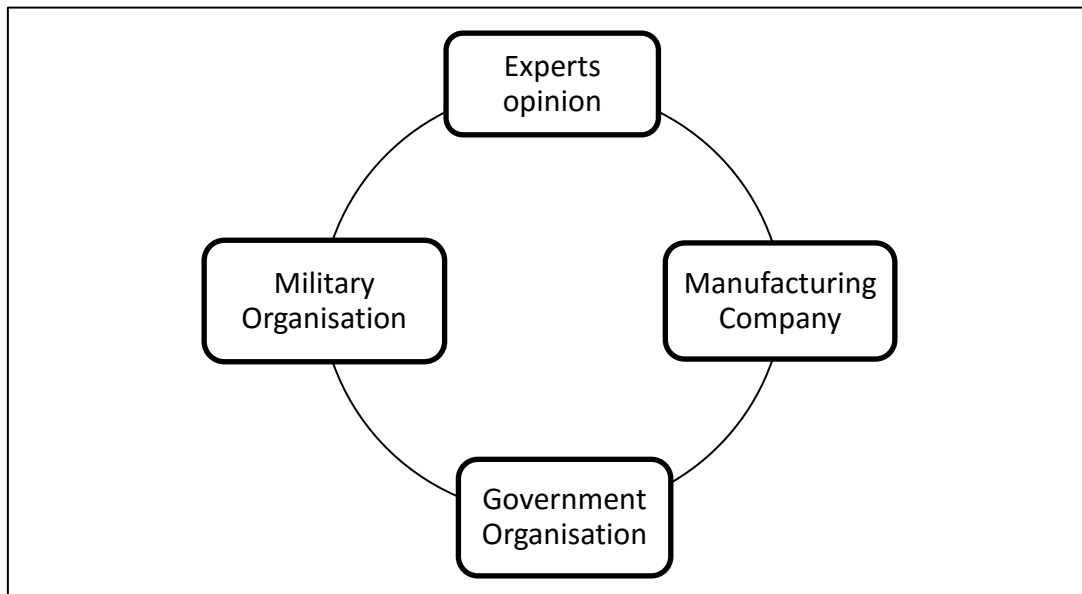 Experts
opinion
Military
Organisation
Manufacturing
Company
Government
Organisation